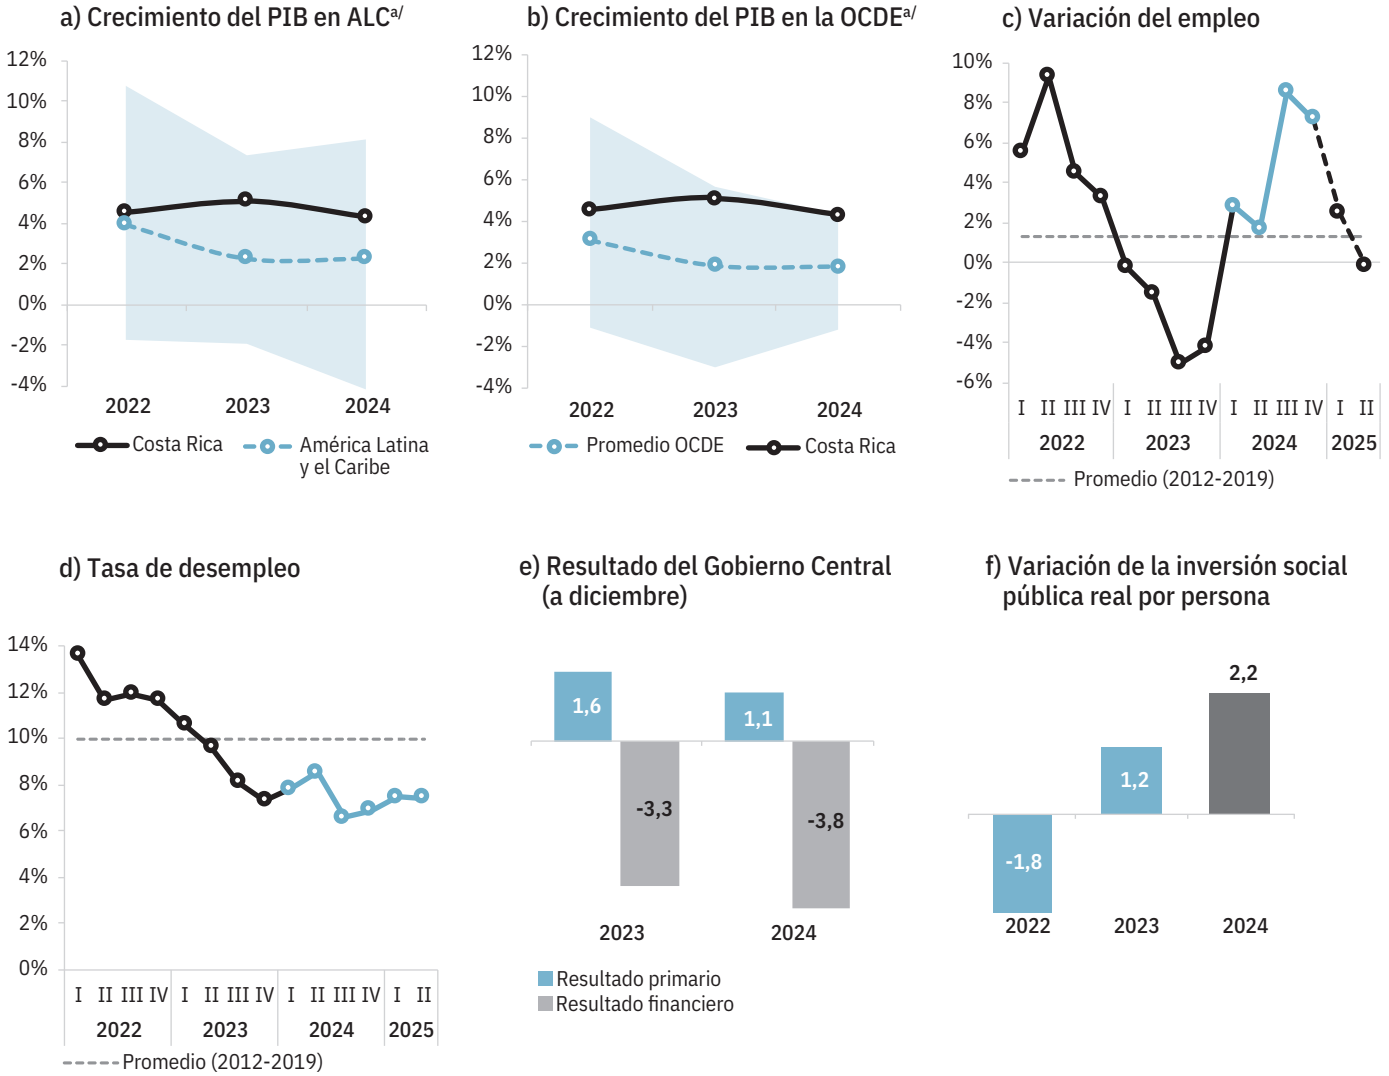 a) Crecimiento del PIB en ALCa/
12%
10%
8%
6%
4%
2%
0%
-2%
-4%
2022 2023 2024
Costa Rica
América Latina
y el Caribe
b) Crecimiento del PIB en la OCDEa/
12%
10%
8%
6%
4%
2%
0%
-2%
-4%
2022 2023 2024
Promedio OCDE Costa Rica
c) Variación del empleo
10%
8%
6%
4%
2%
0%
-2%
-4%
-6%
I II III IV I II III IV I II III IV I II
2022 2023 2024 2025
Promedio (2012-2019)
d) Tasa de desempleo
14%
12%
10%
8%
6%
4%
2%
0%
I II III IV I II III IV I II III IV I II
2022 2023 2024 2025
Promedio (2012-2019)
e) Resultado del Gobierno Central
(a diciembre)
1,6
1,1
-3,3
-3,8
2023 2024
Resultado primario
Resultado financiero
f) Variación de la inversión social
pública real por persona
2,2
1,2
-1,8
2022 2023 2024